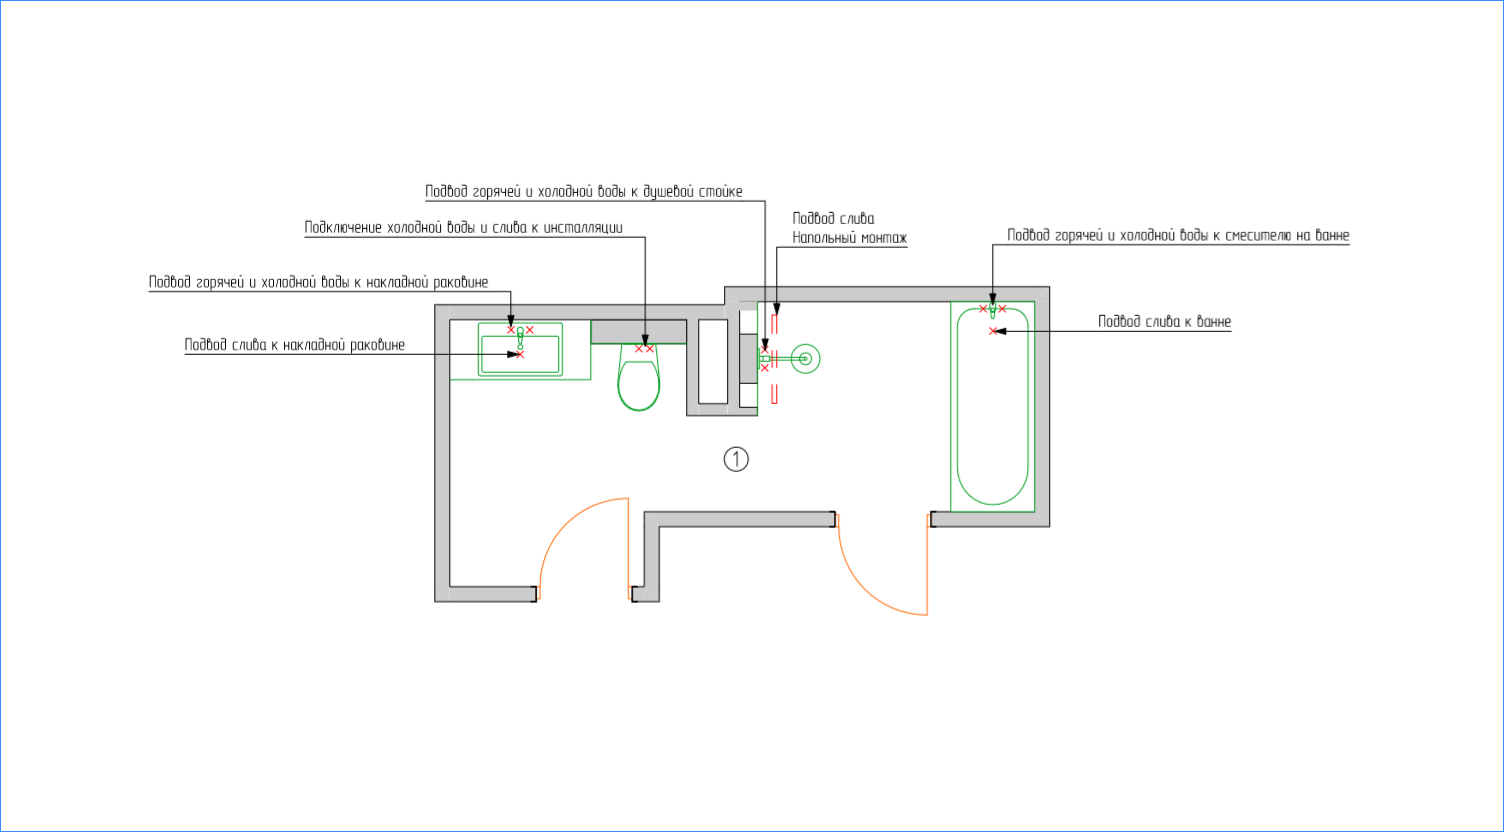 Подвод горячей и холодной воды к душевой стойке
Подвод слива
Напольный монтаж
Подключение холодной воды и слива к инсталляции
Подвод горячей и холодной воды к смесителю на ванне
Подвод горячей и холодной воды к накладной раковине
Подвод слива к ванне
Подвод слива к накладной раковине
1